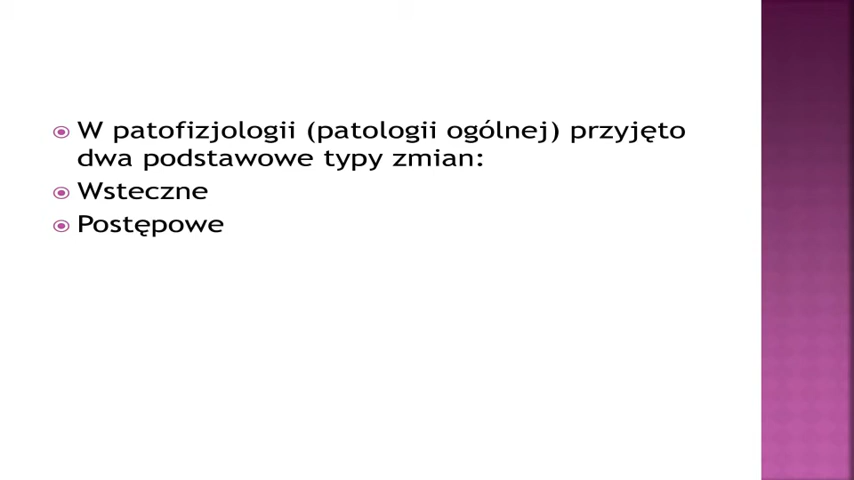 W patofizjologii (patologii ogólnej) przyjęto
dwa podstawowe typy zmian:
Wsteczne
Postępowe